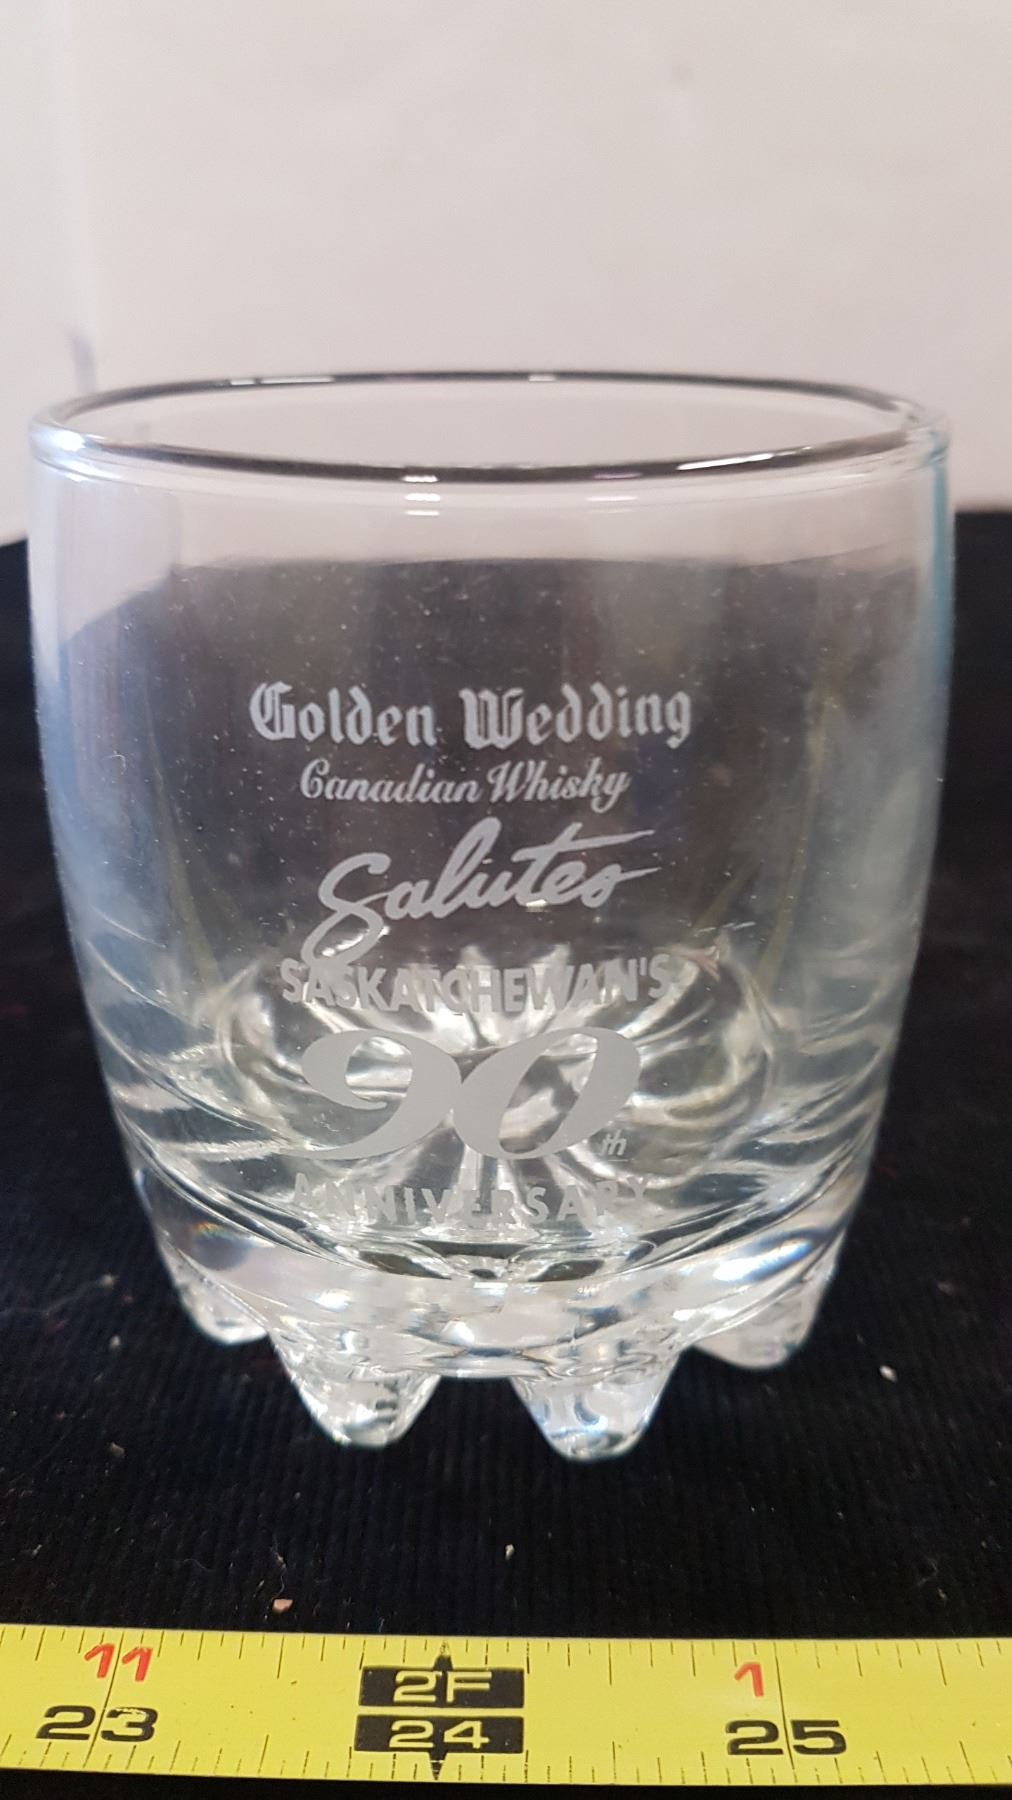 Golden Wedding
Canadian Whisky
Salutes
SASKATCHEWAN'S
90th
ANNIVERSARY
11 2F 1
23 24 25